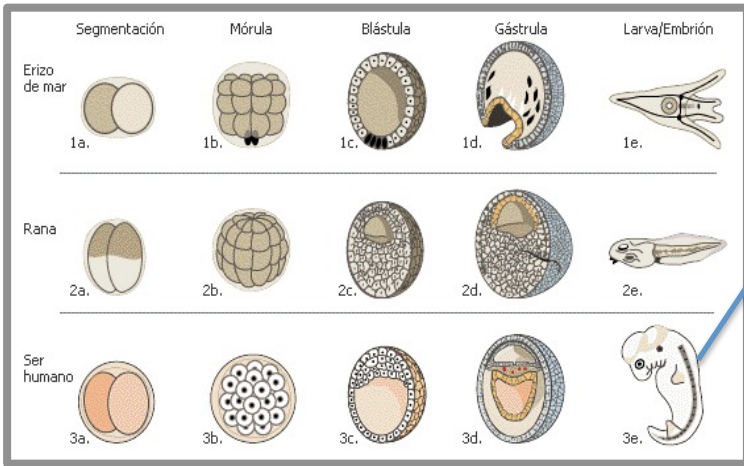 Segmentación Mórula Blástula Gástrula Larva/Embrión
Erizo
de mar
1a. 1b. 1c. 1d. 1e.
Rana
2a. 2b. 2c. 2d. 2e.
Ser
humano
3a. 3b. 3c. 3d. 3e.